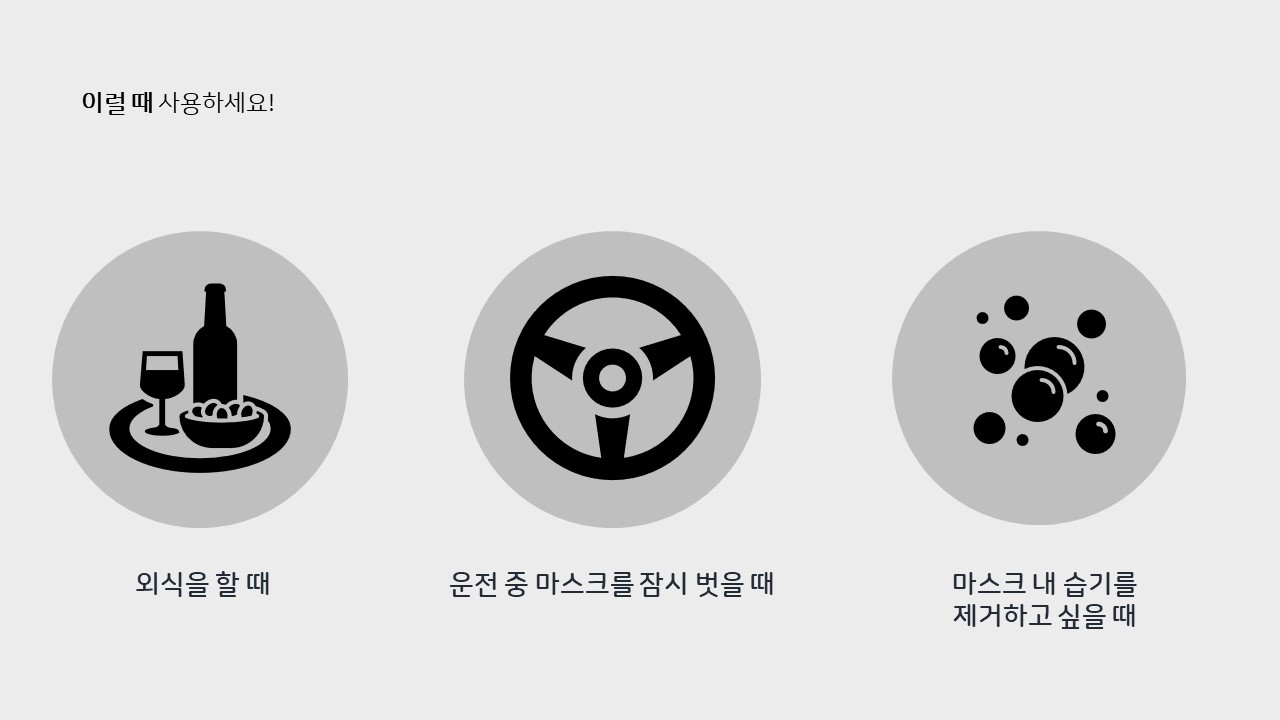 이럴 때 사용하세요!
외식을 할 때
운전 중 마스크를 잠시 벗을 때
마스크 내 습기를
제거하고 싶을 때